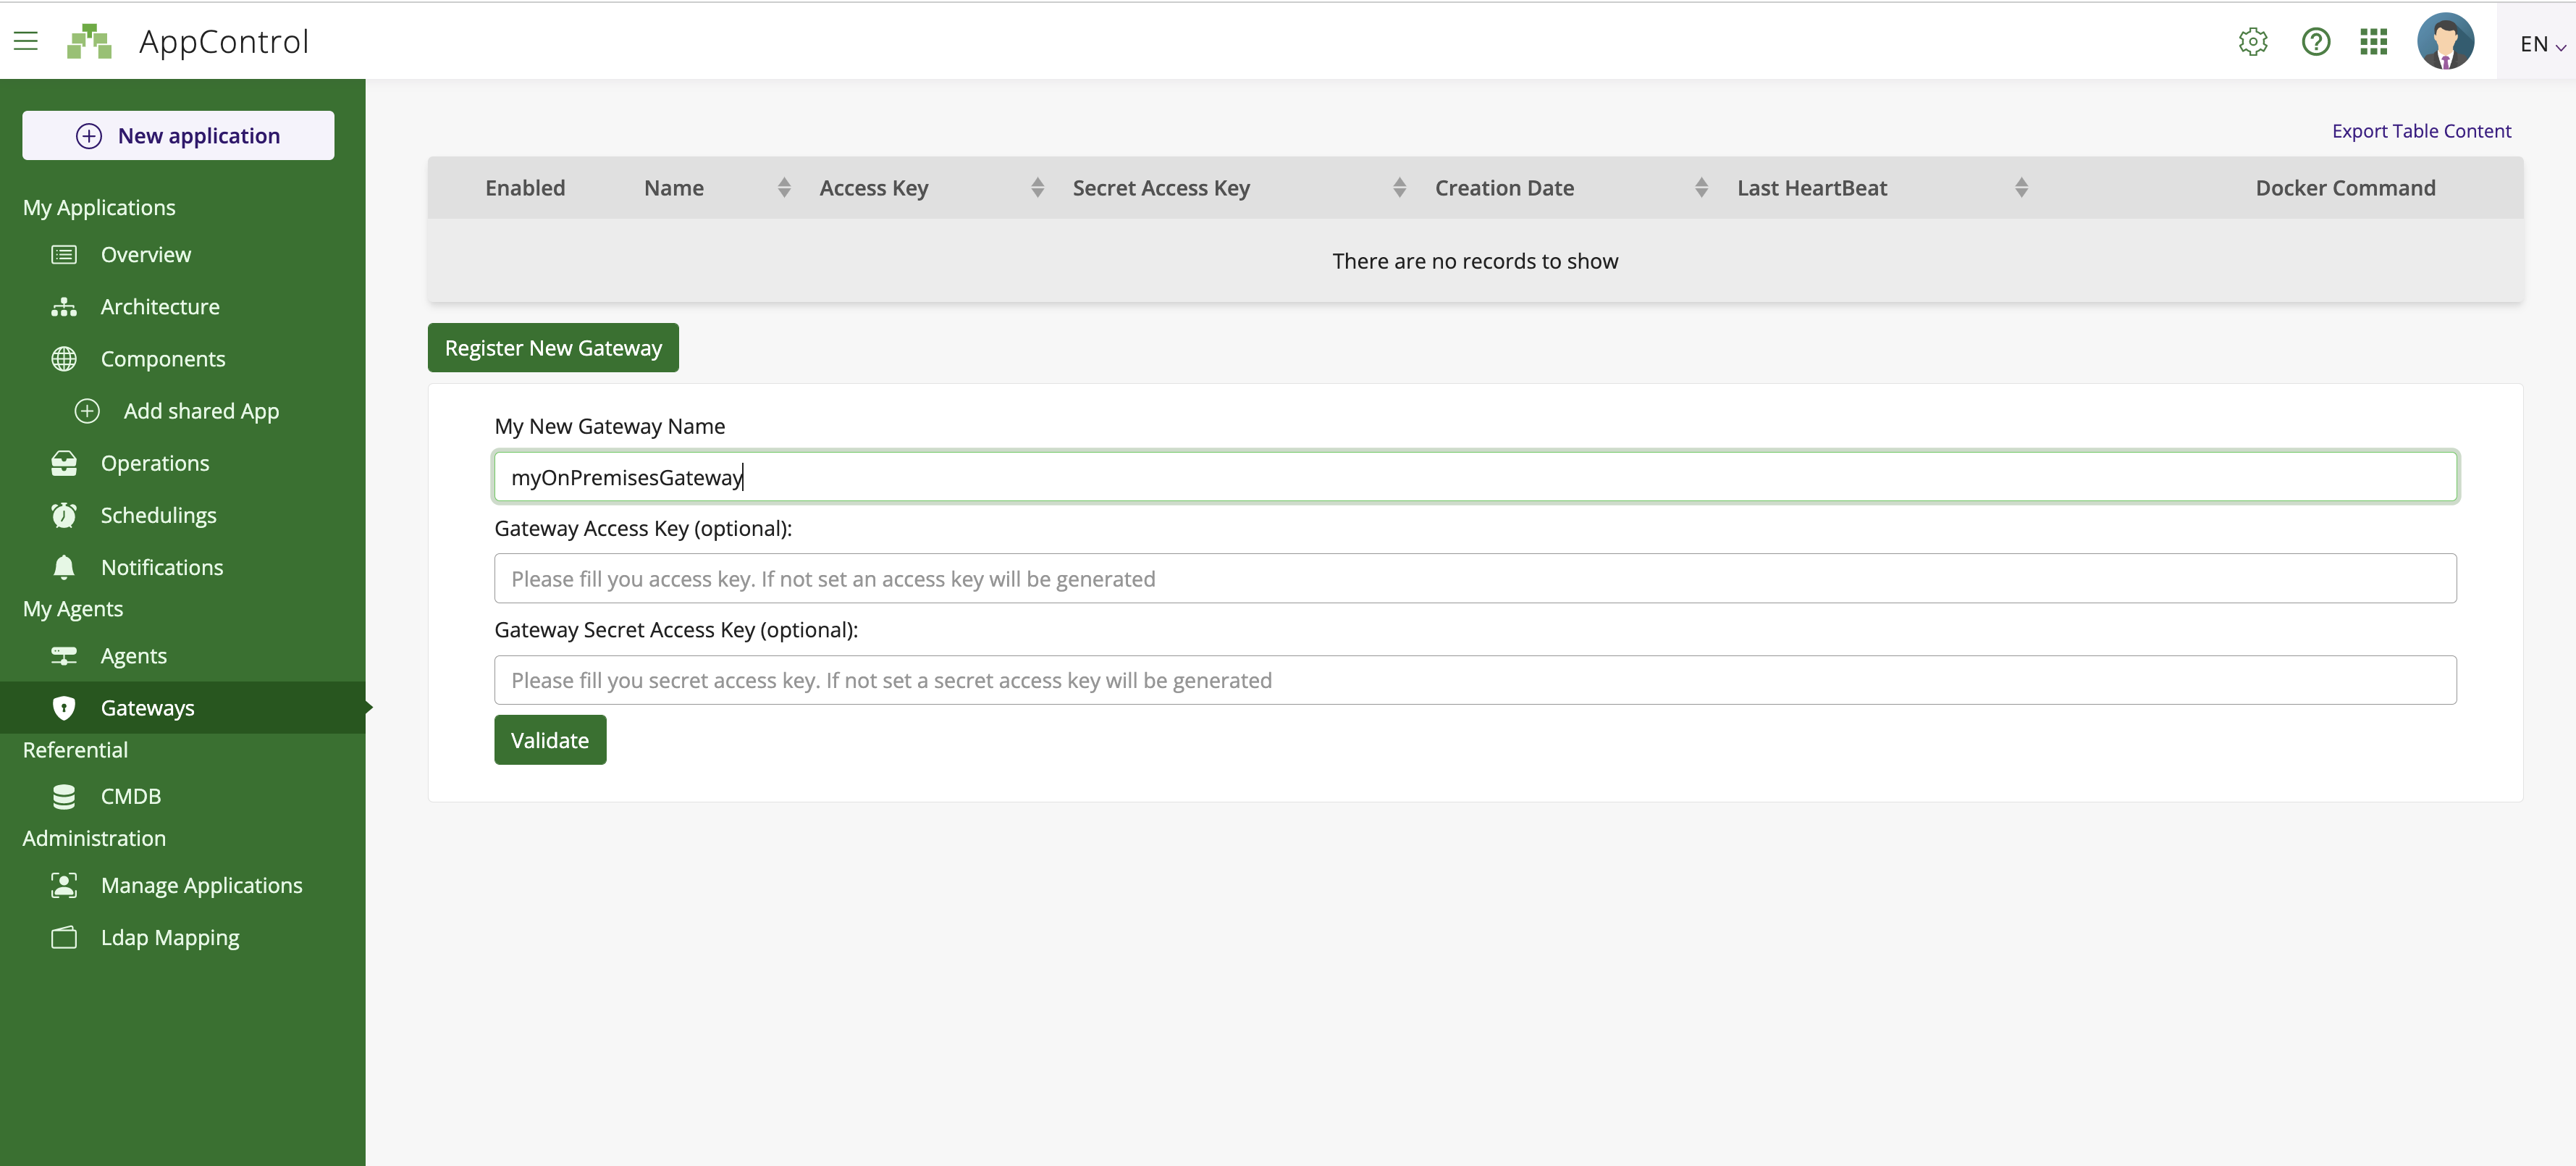 AppControl
EN
New application
My Applications
Overview
Architecture
Components
Add shared App
Operations
Schedulings
Notifications
My Agents
Agents
Gateways
Referential
CMDB
Administration
Manage Applications
Ldap Mapping
Export Table Content
Enabled Name Access Key Secret Access Key Creation Date Last HeartBeat Docker Command
There are no records to show
Register New Gateway
My New Gateway Name
myOnPremisesGateway
Gateway Access Key (optional):
Please fill you access key. If not set an access key will be generated
Gateway Secret Access Key (optional):
Please fill you secret access key. If not set a secret access key will be generated
Validate